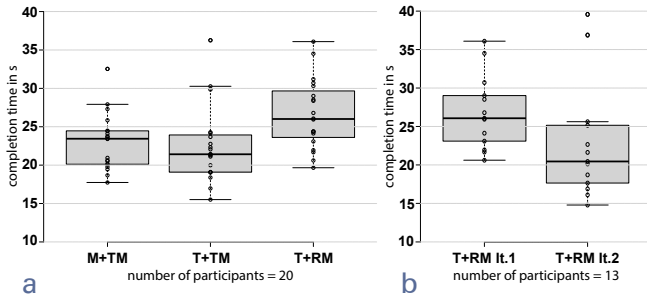 completion time in s
40
35
30
25
20
15
10
M+TM
T+TM
T+RM
number of participants = 20
a
completion time in s
40
35
30
25
20
15
10
T+RM It.1
T+RM It.2
number of participants = 13
b